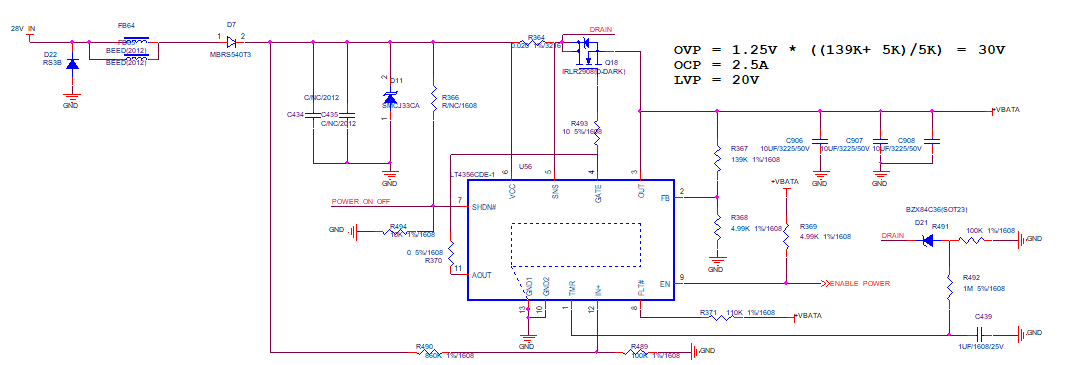 28V IN
FB64
BEED(2012)
BEED(2012)
D22
RS3B
GND
D7
1
2
MBRS540T3
C/NC/2012
C434
C435
C/NC/2012
D11
2
1
SMCJ33CA
GND
R366
R/NC/1608
R364
0.020 1%/3216
DRAIN
Q18
IRLR2908(D-DARK)
R493
10 5%/1608
OVP = 1.25V * ((139K+ 5K)/5K) = 30V
OCP = 2.5A
LVP = 20V
+VBATA
C906
10UF/3225/50V
C907
10UF/3225/50V
C908
10UF/3225/50V
GND
GND
R367
139K 1%/1608
R368
4.99K 1%/1608
GND
+VBATA
R369
4.99K 1%/1608
U56
LT4356CDE-1
6
VCC
5
SNS
4
GATE
3
OUT
2
FB
7
SHDN#
11
AOUT
9
EN
13
GND1
10
GND2
1
TMR
12
IN+
8
FLT#
POWER ON OFF
GND
R494
10K 1%/1608
0 5%/1608
R370
GND
ENABLE POWER
R371
110K 1%/1608
+VBATA
BZX84C36(SOT23)
DRAIN
D21
R491
100K 1%/1608
GND
R492
1M 5%/1608
C439
1UF/1608/25V
GND
R490
R489
100K 1%/1608
GND